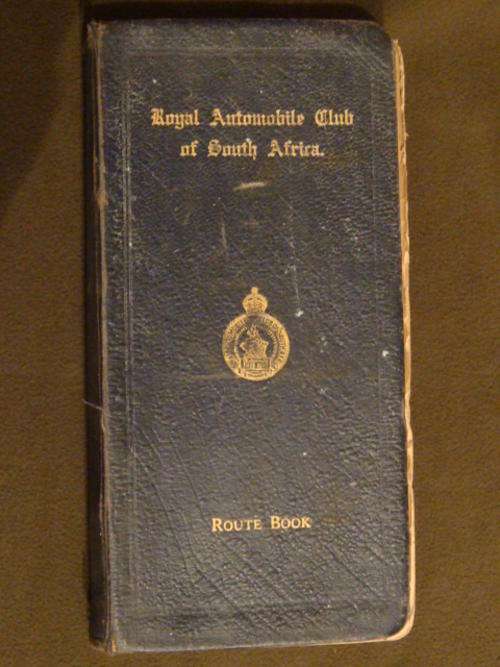 Royal Automobile Club
of South Africa.
ROUTE BOOK